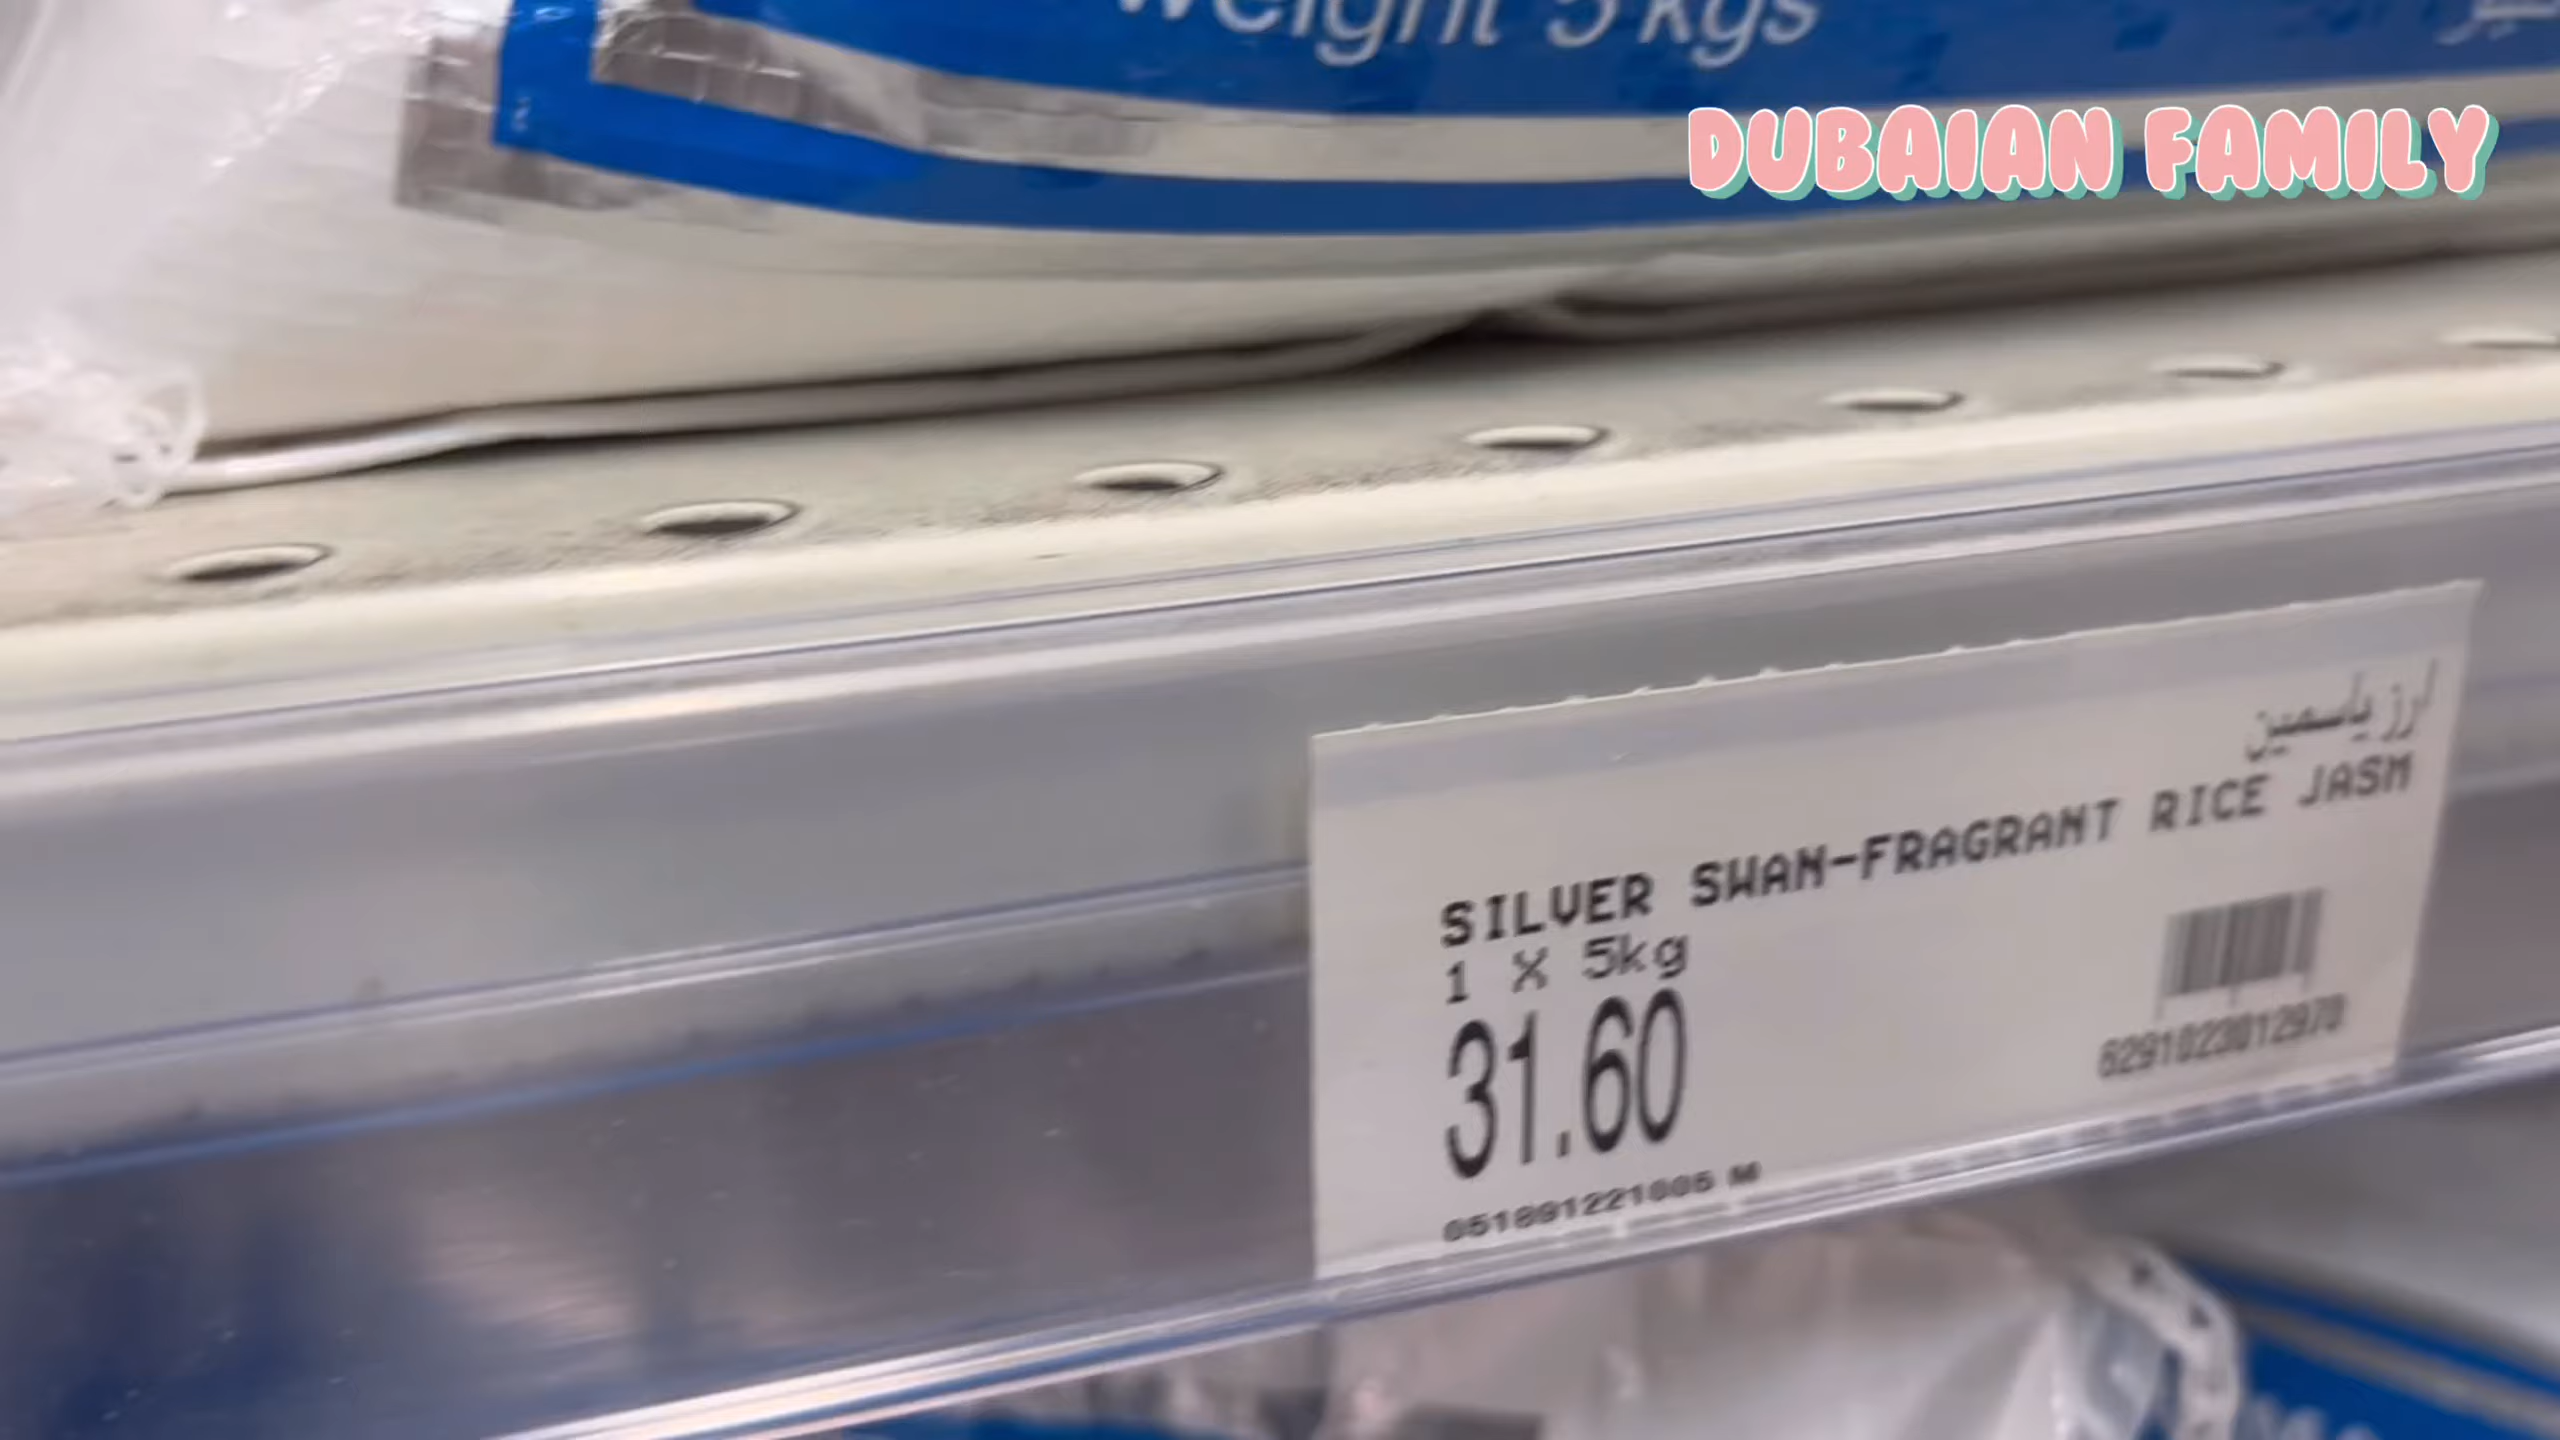 weight 5 kgs
DUBAIAN FAMILY
ارز ياسمين
SILVER SWAN-FRAGRANT RICE JASM
1 X 5kg
31.60
6291023012970
051891221005 M